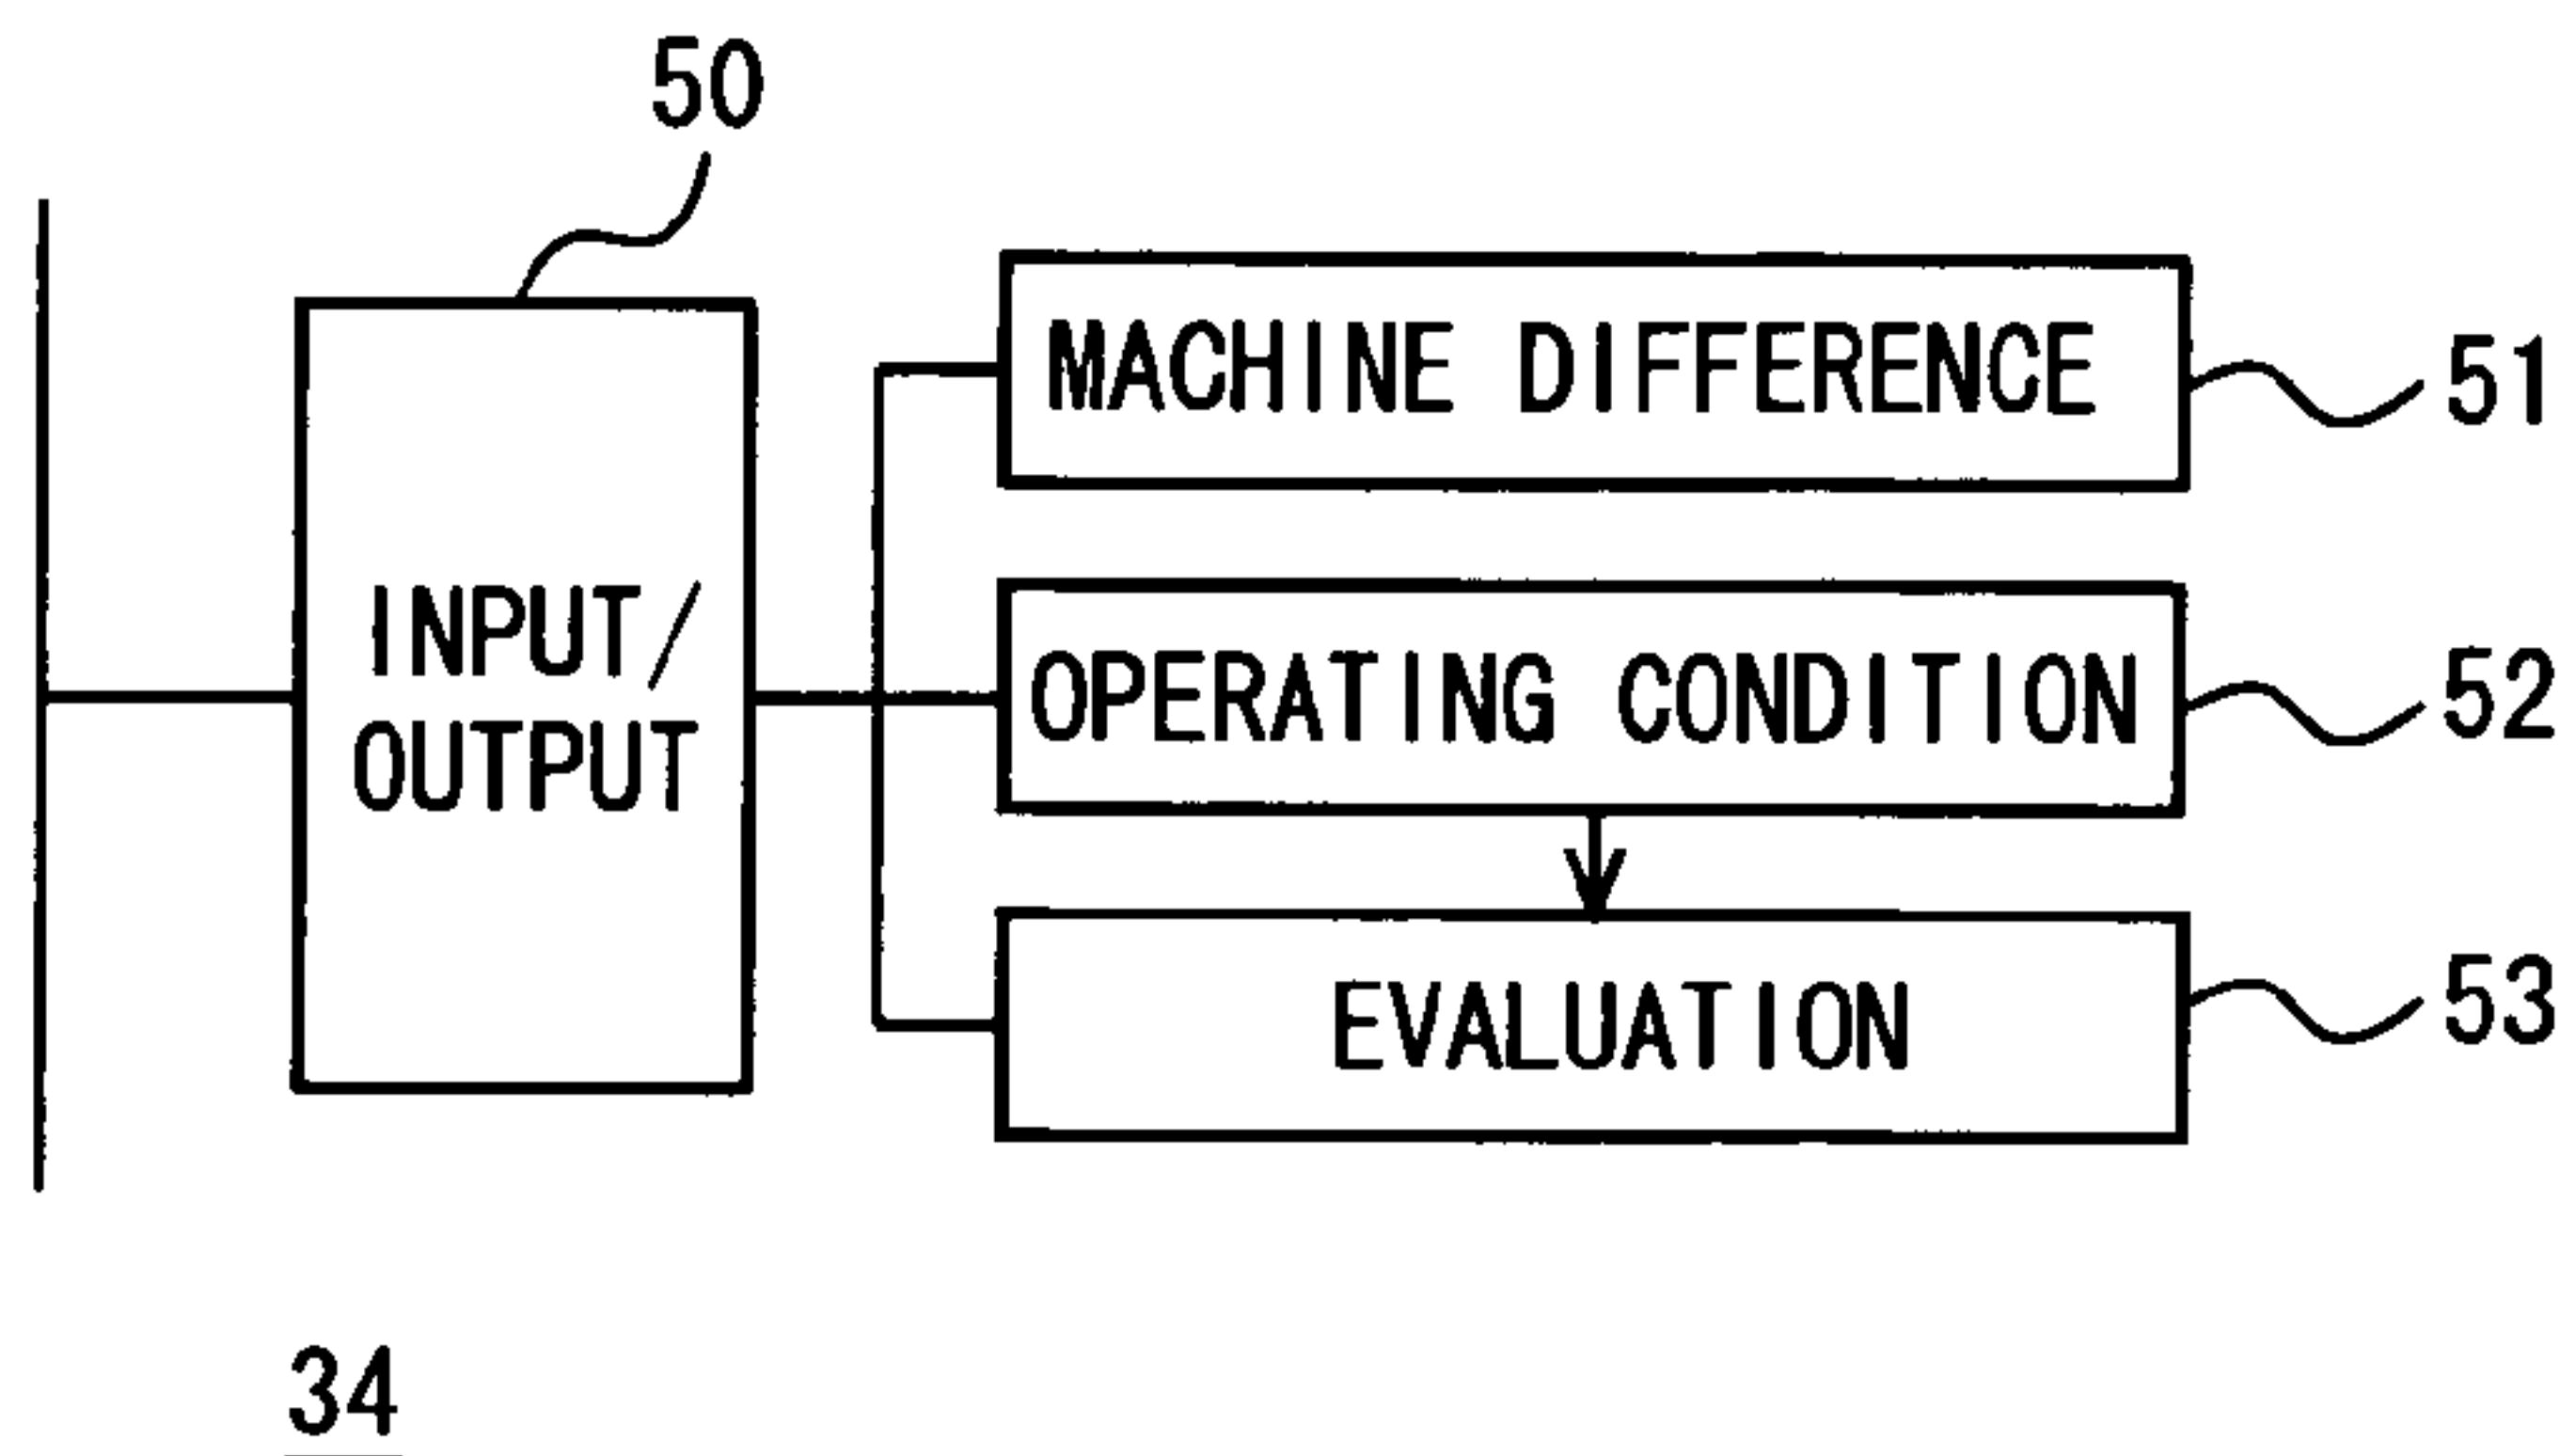 50
MACHINE DIFFERENCE
51
INPUT/
OUTPUT
OPERATING CONDITION
52
EVALUATION
53
34